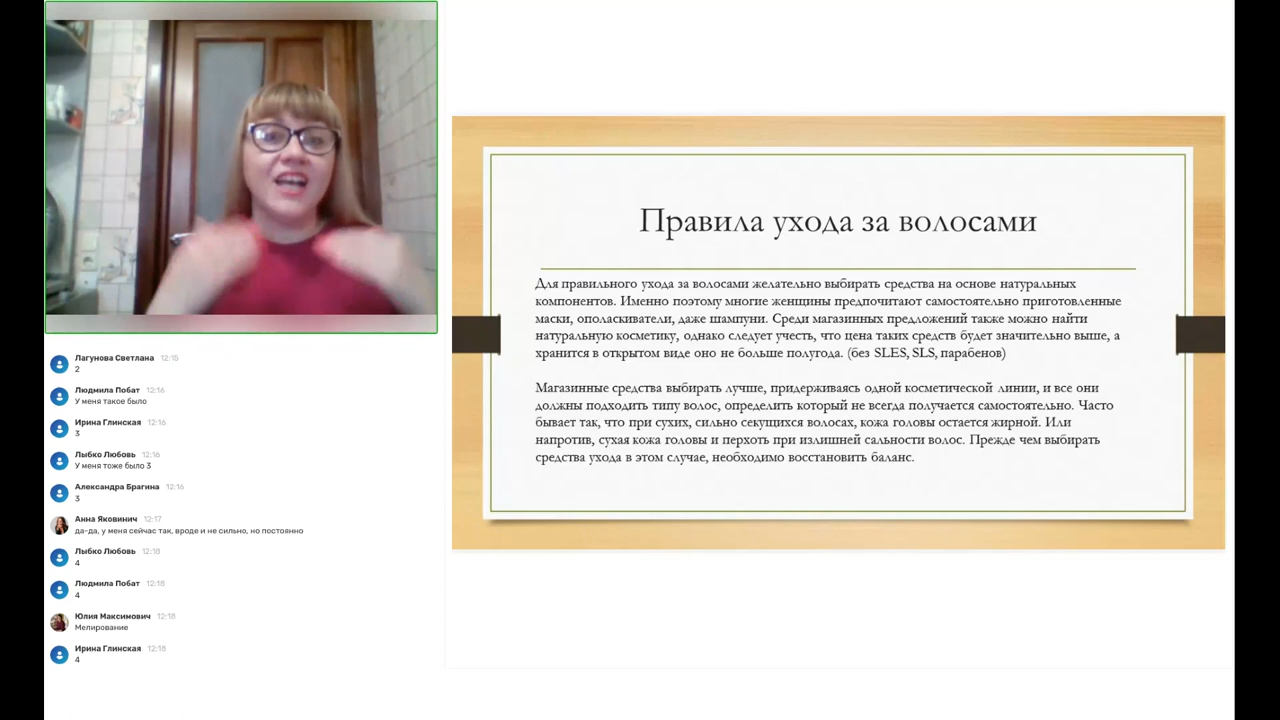 Лагунова Светлана 12:15
2
Людмила Побат 12:16
У меня такое было
Ирина Глинская 12:16
3
Лыбко Любовь 12:16
У меня тоже было 3
Александра Брагина 12:16
3
Анна Яковинич 12:17
да-да, у меня сейчас так, вроде и не сильно, но постоянно
Лыбко Любовь 12:18
4
Людмила Побат 12:18
4
Юлия Максимович 12:18
Мелирование
Ирина Глинская 12:18
4
Правила ухода за волосами
Для правильного ухода за волосами желательно выбирать средства на основе натуральных
компонентов. Именно поэтому многие женщины предпочитают самостоятельно приготовленные
маски, ополаскиватели, даже шампуни. Среди магазинных предложений также можно найти
натуральную косметику, однако следует учесть, что цена таких средств будет значительно выше, а
хранится в открытом виде оно не больше полугода. (без SLES, SLS, парабенов)
Магазинные средства выбирать лучше, придерживаясь одной косметической линии, и все они
должны подходить типу волос, определить который не всегда получается самостоятельно. Часто
бывает так, что при сухих, сильно секущихся волосах, кожа головы остается жирной. Или
напротив, сухая кожа головы и перхоть при излишней сальности волос. Прежде чем выбирать
средства ухода в этом случае, необходимо восстановить баланс.